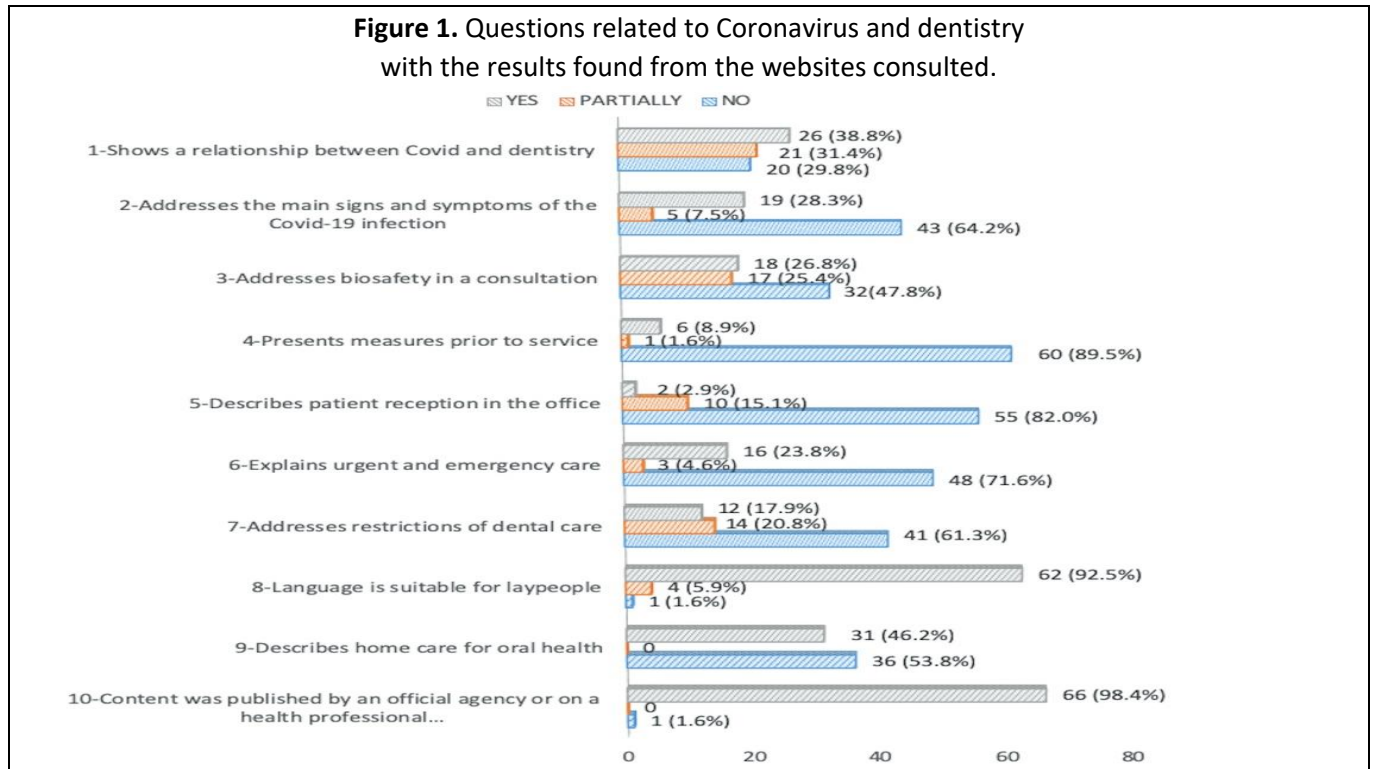 Figure 1. Questions related to Coronavirus and dentistry
with the results found from the websites consulted.
YES PARTIALLY NO
1-Shows a relationship between Covid and dentistry
26 (38.8%)
21 (31.4%)
20 (29.8%)
2-Addresses the main signs and symptoms of the
Covid-19 infection
19 (28.3%)
5 (7.5%)
43 (64.2%)
3-Addresses biosafety in a consultation
18 (26.8%)
17 (25.4%)
32(47.8%)
4-Presents measures prior to service
6 (8.9%)
1 (1.6%)
60 (89.5%)
5-Describes patient reception in the office
2 (2.9%)
10 (15.1%)
55 (82.0%)
6-Explains urgent and emergency care
16 (23.8%)
3 (4.6%)
48 (71.6%)
7-Addresses restrictions of dental care
12 (17.9%)
14 (20.8%)
41 (61.3%)
8-Language is suitable for laypeople
62 (92.5%)
4 (5.9%)
1 (1.6%)
9-Describes home care for oral health
31 (46.2%)
0
36 (53.8%)
10-Content was published by an official agency or on a
health professional...
66 (98.4%)
0
1 (1.6%)
0 20 40 60 80